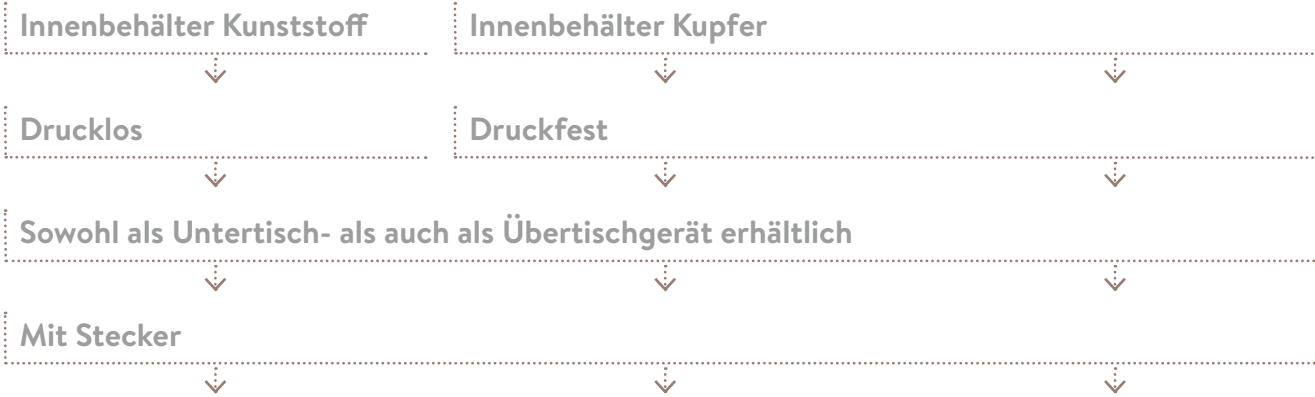 Innenbehälter Kunststoff
Innenbehälter Kupfer
Drucklos
Druckfest
Sowohl als Untertisch- als auch als Übertischgerät erhältlich
Mit Stecker